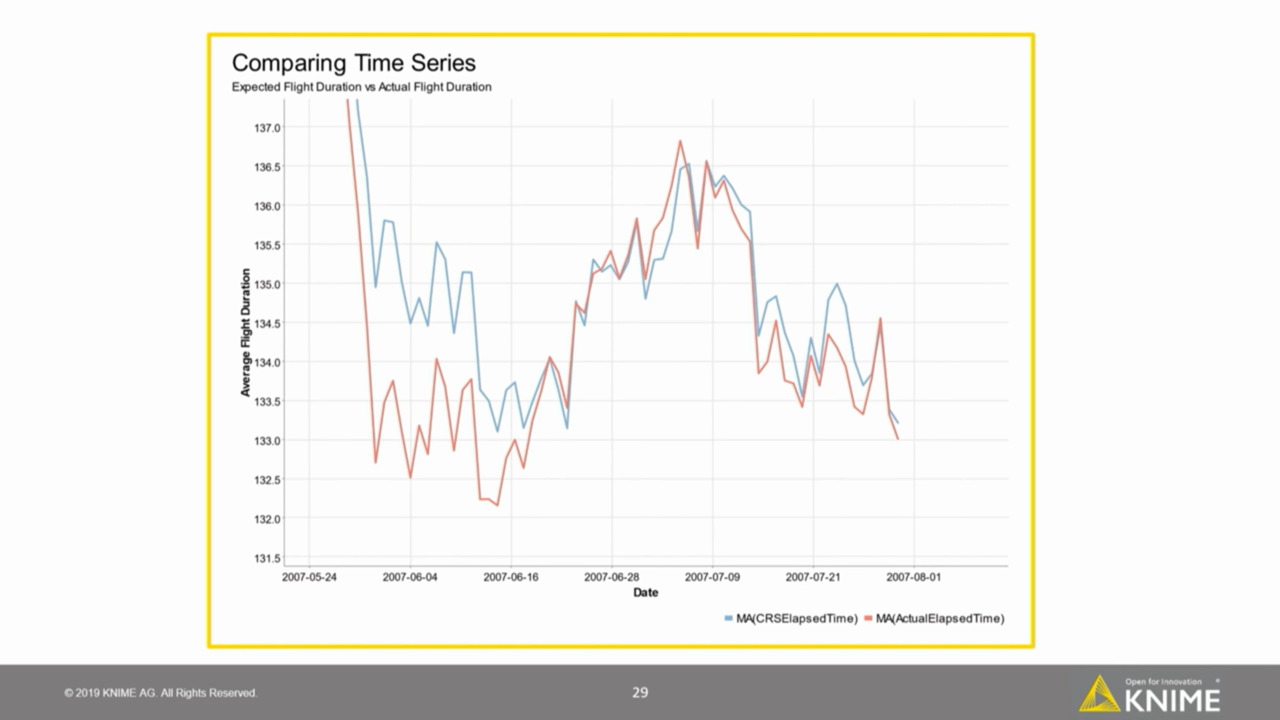 Comparing Time Series
Expected Flight Duration vs Actual Flight Duration
137.0
136.5
136.0
135.5
135.0
134.5
134.0
133.5
133.0
132.5
132.0
131.5
Average Flight Duration
2007-05-24 2007-06-04 2007-06-16 2007-06-28 2007-07-09 2007-07-21 2007-08-01
Date
MA(CRSElapsedTime) MA(ActualElapsedTime)
© 2019 KNIME AG. All Rights Reserved.
29
Open for Innovation
KNIME